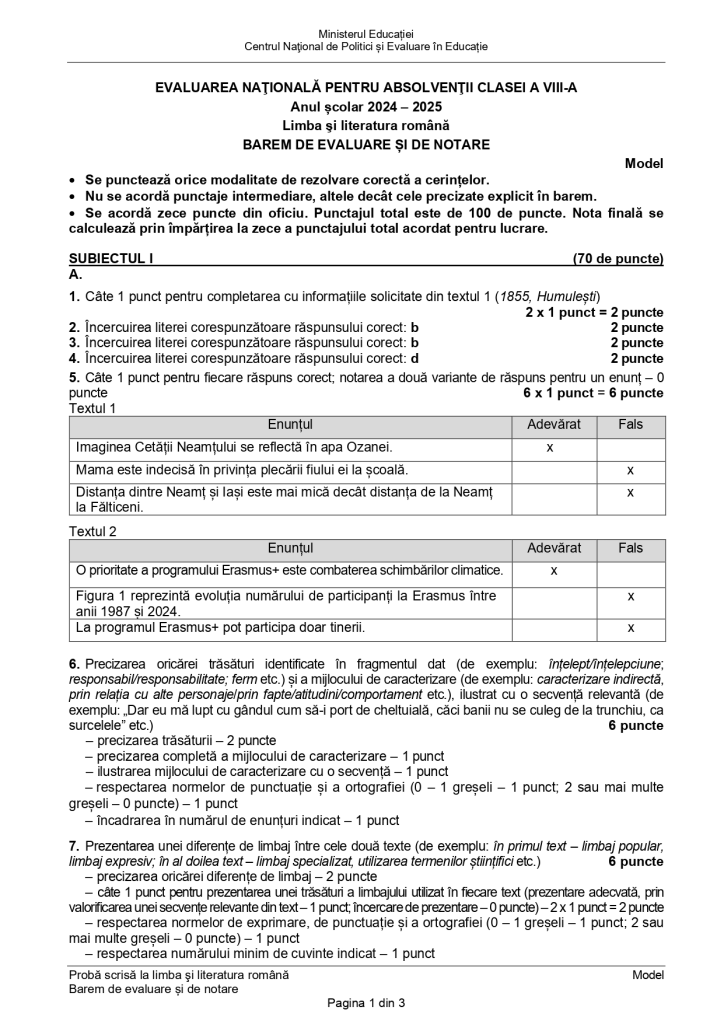 Ministerul Educației
Centrul Național de Politici și Evaluare în Educație
EVALUAREA NAŢIONALĂ PENTRU ABSOLVENŢII CLASEI A VIII-A
Anul școlar 2024 – 2025
Limba şi literatura română
BAREM DE EVALUARE ȘI DE NOTARE
Model
• Se punctează orice modalitate de rezolvare corectă a cerințelor.
• Nu se acordă punctaje intermediare, altele decât cele precizate explicit în barem.
• Se acordă zece puncte din oficiu. Punctajul total este de 100 de puncte. Nota finală se
calculează prin împărțirea la zece a punctajului total acordat pentru lucrare.
SUBIECTUL I (70 de puncte)
A.
1. Câte 1 punct pentru completarea cu informațiile solicitate din textul 1 (1855, Humulești)
2 x 1 punct = 2 puncte
2. Încercuirea literei corespunzătoare răspunsului corect: b 2 puncte
3. Încercuirea literei corespunzătoare răspunsului corect: b 2 puncte
4. Încercuirea literei corespunzătoare răspunsului corect: d 2 puncte
5. Câte 1 punct pentru fiecare răspuns corect; notarea a două variante de răspuns pentru un enunț – 0
puncte 6 x 1 punct = 6 puncte
Textul 1
Enunțul Adevărat Fals
Imaginea Cetății Neamțului se reflectă în apa Ozanei. x
Mama este indecisă în privința plecării fiului ei la școală. x
Distanța dintre Neamț și Iași este mai mică decât distanța de la Neamț x
la Fălticeni.
Textul 2
Enunțul Adevărat Fals
O prioritate a programului Erasmus+ este combaterea schimbărilor climatice. x
Figura 1 reprezintă evoluția numărului de participanți la Erasmus între x
anii 1987 și 2024.
La programul Erasmus+ pot participa doar tinerii. x
6. Precizarea oricărei trăsături identificate în fragmentul dat (de exemplu: înțelept/înțelepciune;
responsabil/responsabilitate; ferm etc.) și a mijlocului de caracterizare (de exemplu: caracterizare indirectă,
prin relația cu alte personaje/prin fapte/atitudini/comportament etc.), ilustrat cu o secvență relevantă (de
exemplu: „Dar eu mă lupt cu gândul cum să-i port de cheltuială, căci banii nu se culeg de la trunchiu, ca
surcelele” etc.) 6 puncte
– precizarea trăsăturii – 2 puncte
– precizarea completă a mijlocului de caracterizare – 1 punct
– ilustrarea mijlocului de caracterizare cu o secvență – 1 punct
– respectarea normelor de punctuație și a ortografiei (0 – 1 greșeli – 1 punct; 2 sau mai multe
greșeli – 0 puncte) – 1 punct
– încadrarea în numărul de enunțuri indicat – 1 punct
7. Prezentarea unei diferențe de limbaj între cele două texte (de exemplu: în primul text – limbaj popular,
limbaj expresiv; în al doilea text – limbaj specializat, utilizarea termenilor științifici etc.) 6 puncte
– precizarea oricărei diferențe de limbaj – 2 puncte
– câte 1 punct pentru prezentarea unei trăsături a limbajului utilizat în fiecare text (prezentare adecvată, prin
valorificarea unei secvențe relevante din text – 1 punct; încercare de prezentare – 0 puncte) – 2 x 1 punct = 2 puncte
– respectarea normelor de exprimare, de punctuație și a ortografiei (0 – 1 greșeli – 1 punct; 2 sau
mai multe greșeli – 0 puncte) – 1 punct
– respectarea numărului minim de cuvinte indicat – 1 punct
Probă scrisă la limba şi literatura română Model
Barem de evaluare și de notare
Pagina 1 din 3